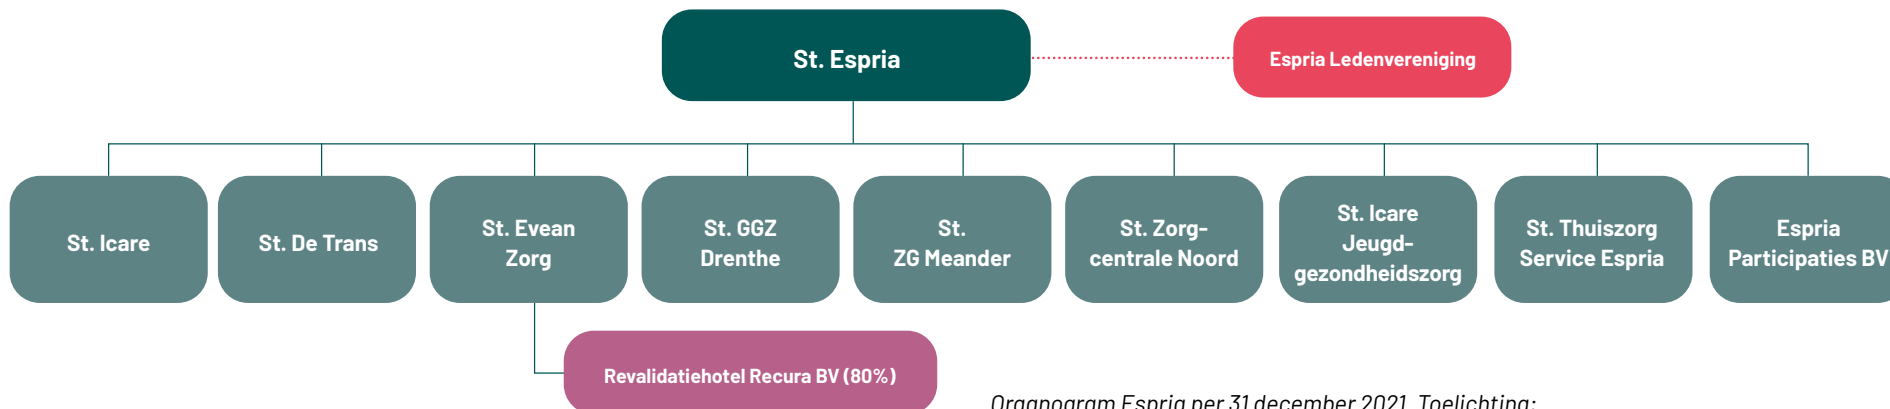 St. Espria
Espria Ledenvereniging
St. Icare
St. De Trans
St. Evean
Zorg
St. GGZ
Drenthe
St.
ZG Meander
St. Zorg-
centrale Noord
St. Icare
Jeugd-
gezondheidszorg
St. Thuiszorg
Service Espria
Espria
Participaties BV
Revalidatiehotel Recura BV (80%)
Organogram Espria per 31 december 2021. Toelichting: